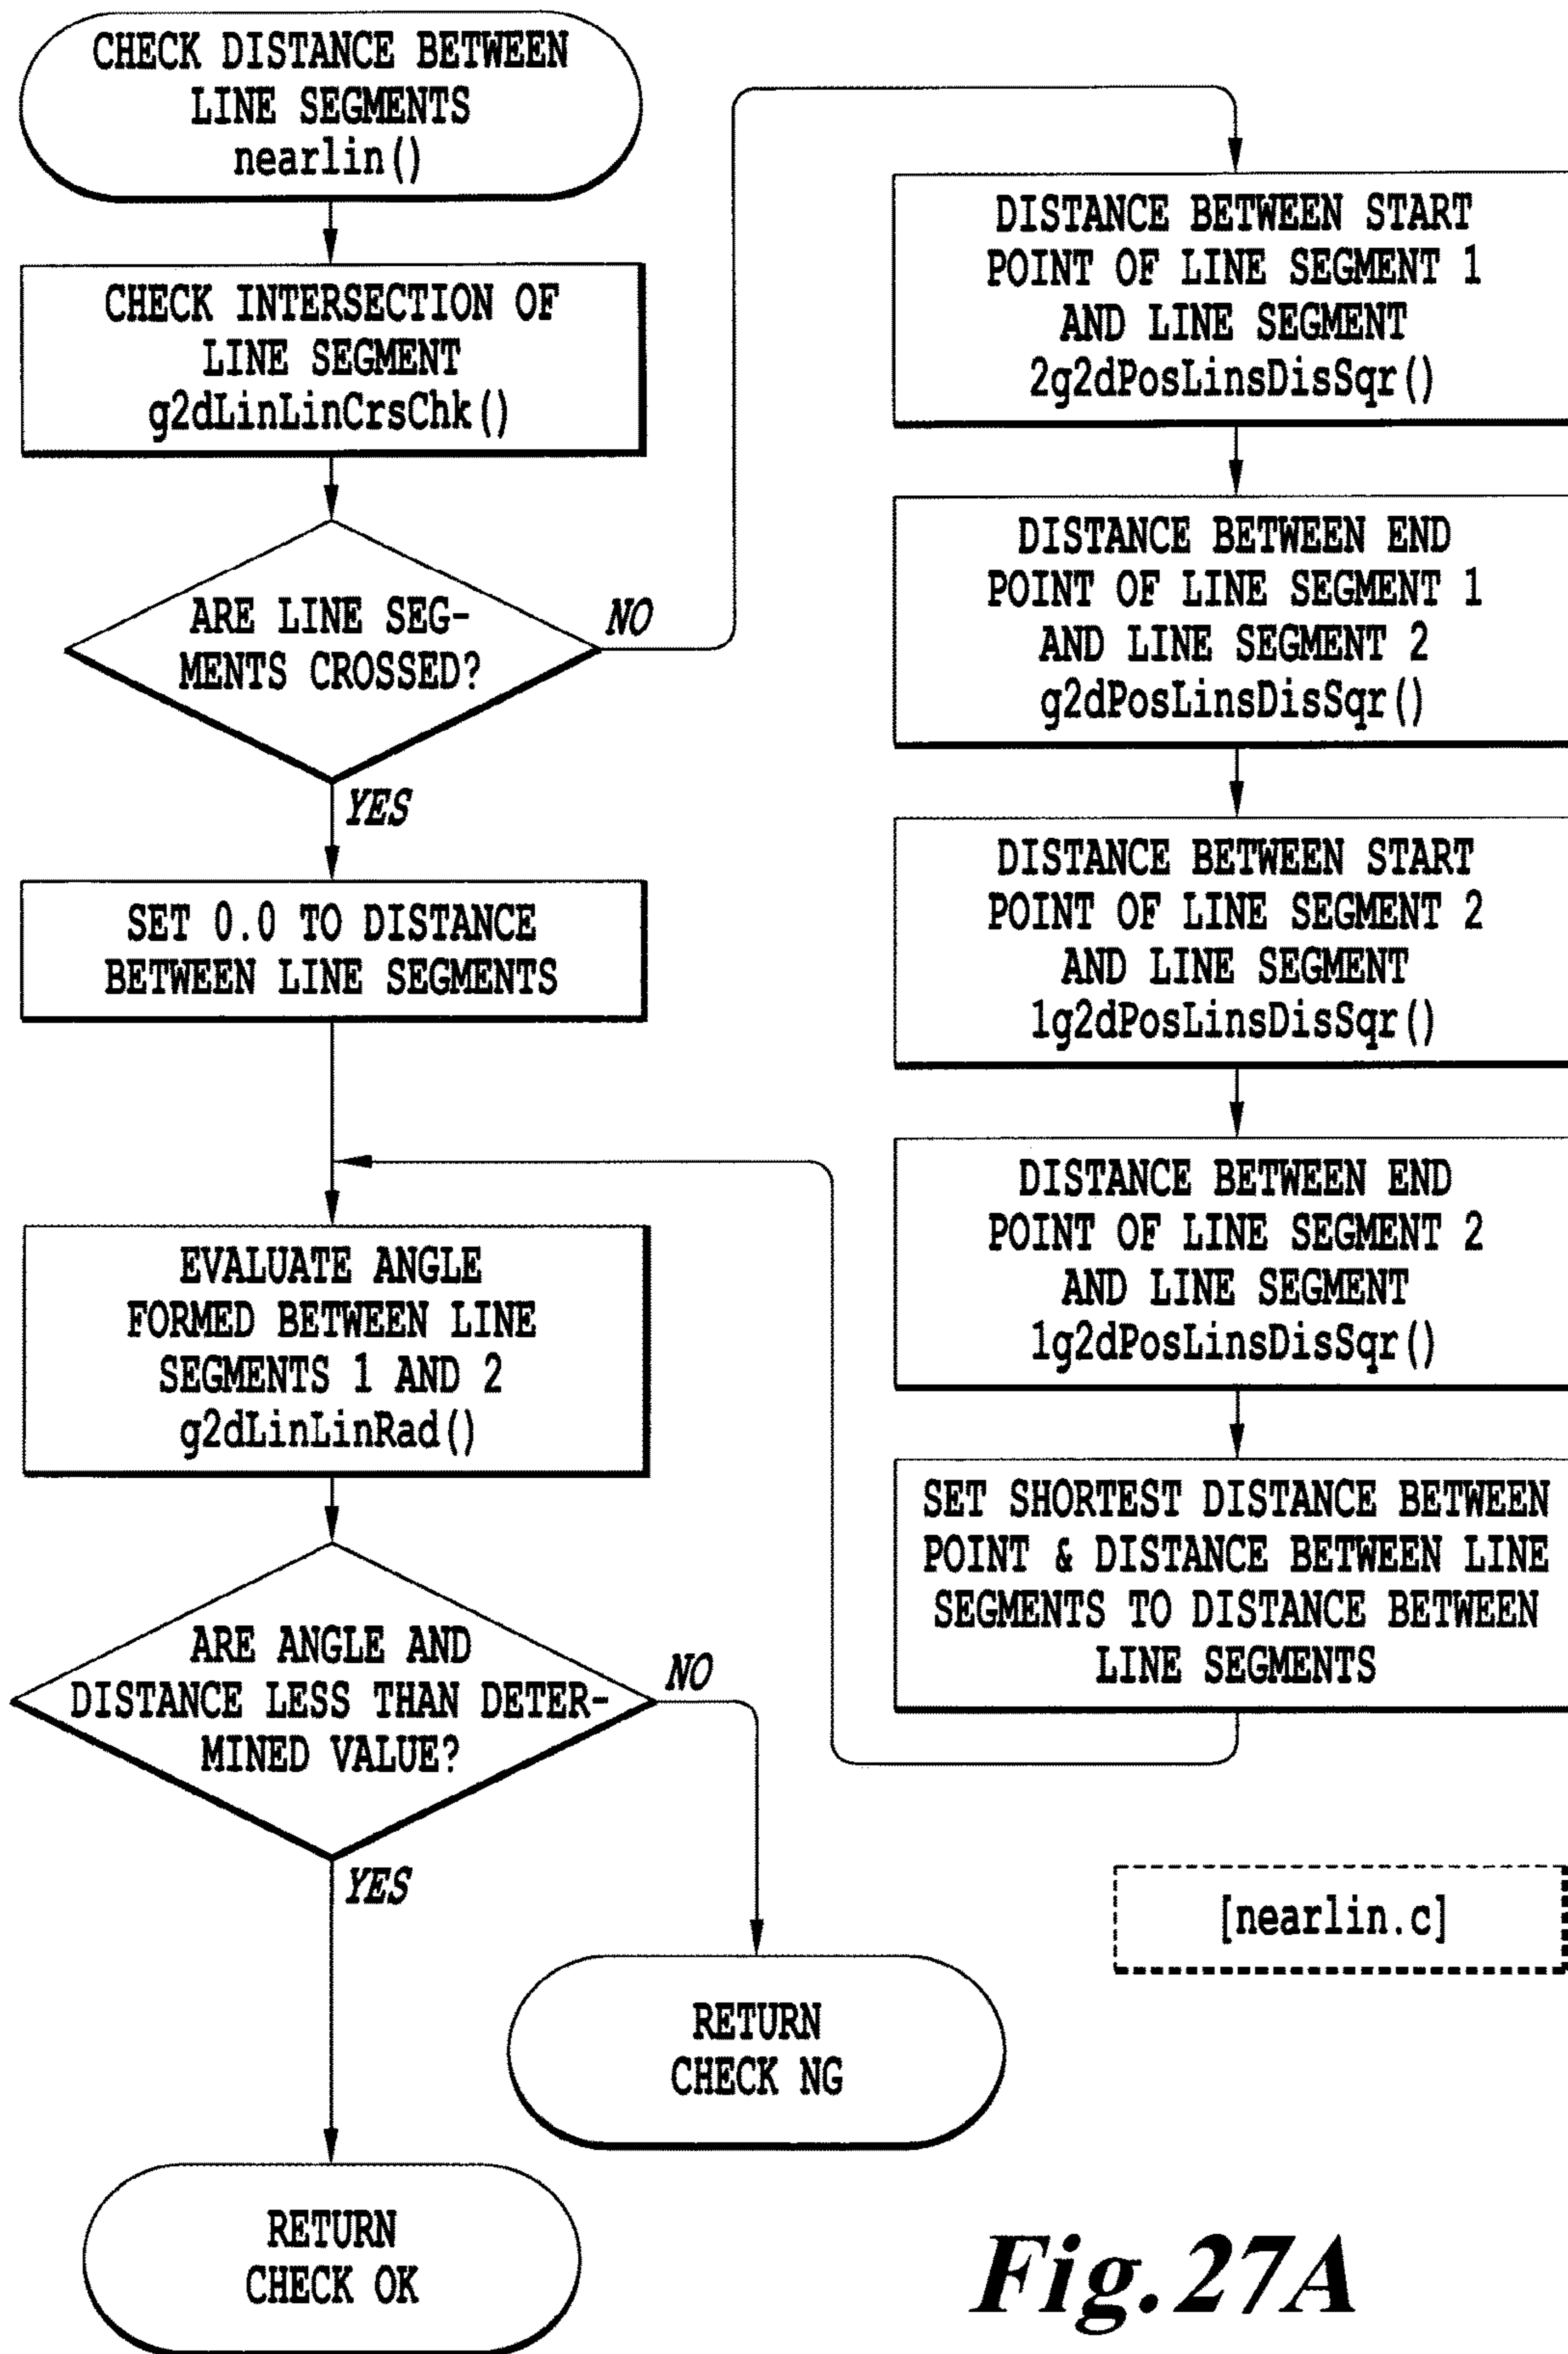 CHECK DISTANCE BETWEEN
LINE SEGMENTS
nearlin()
CHECK INTERSECTION OF
LINE SEGMENT
g2dLinLinCrsChk()
ARE LINE SEG-
MENTS CROSSED?
NO
YES
SET 0.0 TO DISTANCE
BETWEEN LINE SEGMENTS
EVALUATE ANGLE
FORMED BETWEEN LINE
SEGMENTS 1 AND 2
g2dLinLinRad()
ARE ANGLE AND
DISTANCE LESS THAN DETER-
MINED VALUE?
NO
YES
RETURN
CHECK NG
RETURN
CHECK OK
DISTANCE BETWEEN START
POINT OF LINE SEGMENT 1
AND LINE SEGMENT
2g2dPosLinsDisSqr()
DISTANCE BETWEEN END
POINT OF LINE SEGMENT 1
AND LINE SEGMENT 2
g2dPosLinsDisSqr()
DISTANCE BETWEEN START
POINT OF LINE SEGMENT 2
AND LINE SEGMENT
1g2dPosLinsDisSqr()
DISTANCE BETWEEN END
POINT OF LINE SEGMENT 2
AND LINE SEGMENT
1g2dPosLinsDisSqr()
SET SHORTEST DISTANCE BETWEEN
POINT & DISTANCE BETWEEN LINE
SEGMENTS TO DISTANCE BETWEEN
LINE SEGMENTS
[nearlin.c]
Fig.27A